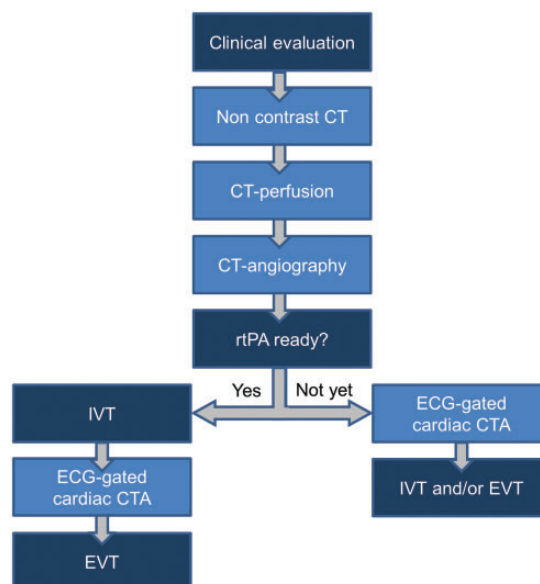 Clinical evaluation
Non contrast CT
CT-perfusion
CT-angiography
rtPA ready?
Yes
Not yet
IVT
ECG-gated
cardiac CTA
EVT
ECG-gated
cardiac CTA
IVT and/or EVT